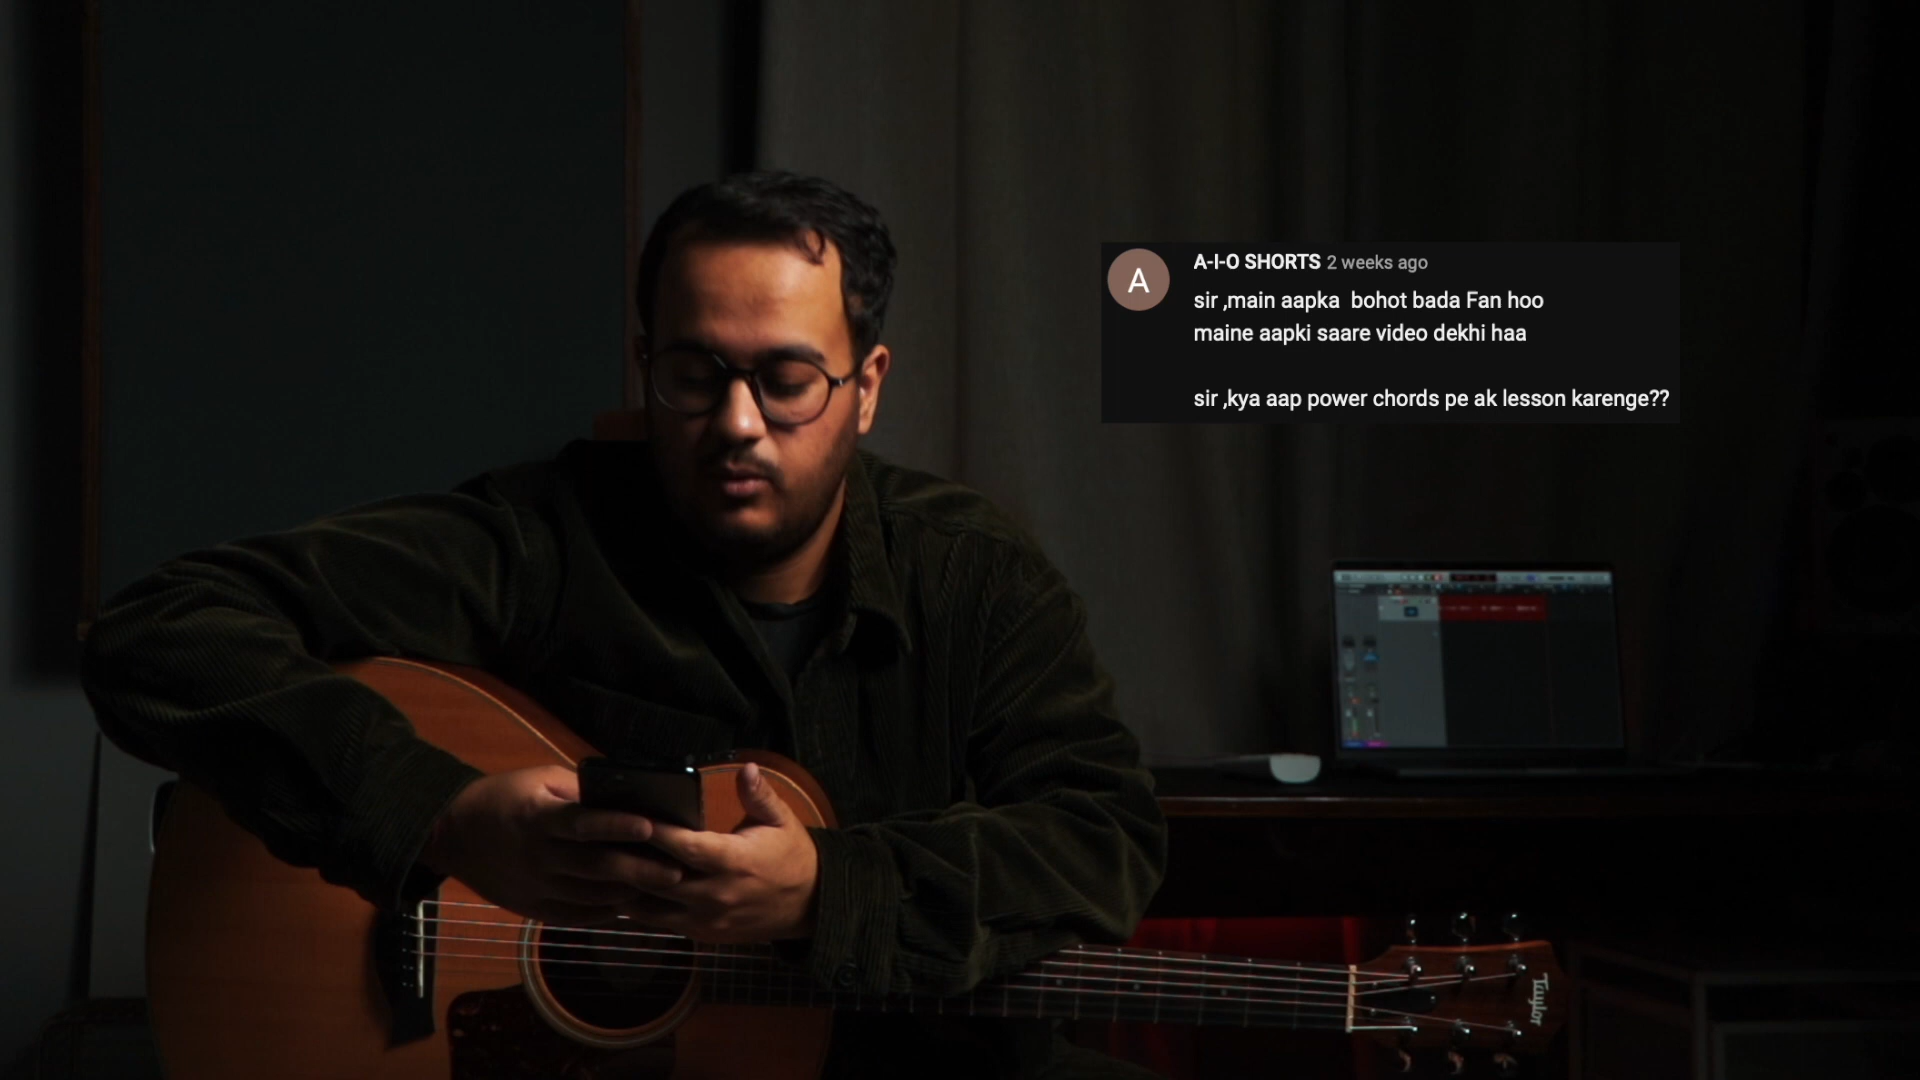 A
A-I-O SHORTS 2 weeks ago
sir ,main aapka bohot bada Fan hoo
maine aapki saare video dekhi haa
sir ,kya aap power chords pe ak lesson karenge??
Taylor